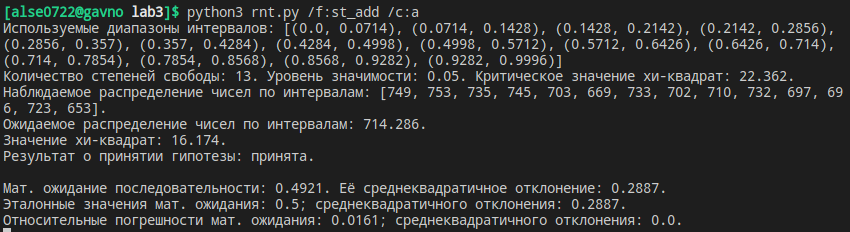 [alse0722@gavno lab3]$ python3 rnt.py /f:st_add /c:a
Используемые диапазоны интервалов: [(0.0, 0.0714), (0.0714, 0.1428), (0.1428, 0.2142), (0.2142, 0.2856),
(0.2856, 0.357), (0.357, 0.4284), (0.4284, 0.4998), (0.4998, 0.5712), (0.5712, 0.6426), (0.6426, 0.714),
(0.714, 0.7854), (0.7854, 0.8568), (0.8568, 0.9282), (0.9282, 0.9996)]
Количество степеней свободы: 13. Уровень значимости: 0.05. Критическое значение хи-квадрат: 22.362.
Наблюдаемое распределение чисел по интервалам: [749, 753, 735, 745, 703, 669, 733, 702, 710, 732, 697, 69
6, 723, 653].
Ожидаемое распределение чисел по интервалам: 714.286.
Значение хи-квадрат: 16.174.
Результат о принятии гипотезы: принята.
Мат. ожидание последовательности: 0.4921. Её среднеквадратичное отклонение: 0.2887.
Эталонные значения мат. ожидания: 0.5; среднеквадратичного отклонения: 0.2887.
Относительные погрешности мат. ожидания: 0.0161; среднеквадратичного отклонения: 0.0.